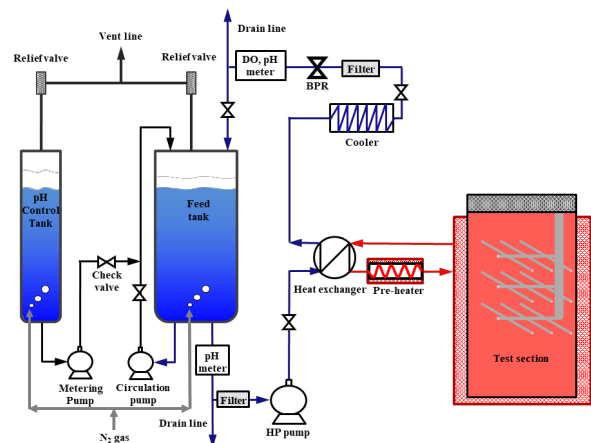 Drain line
Vent line
Relief valve
Relief valve
DO, pH
meter
BPR
Filter
Cooler
pH
Control
Tank
Feed
tank
Check
valve
Heat exchanger
Pre-heater
Test section
pH
meter
Metering
Pump
Circulation
pump
Filter
HP pump
N2 gas
Drain line